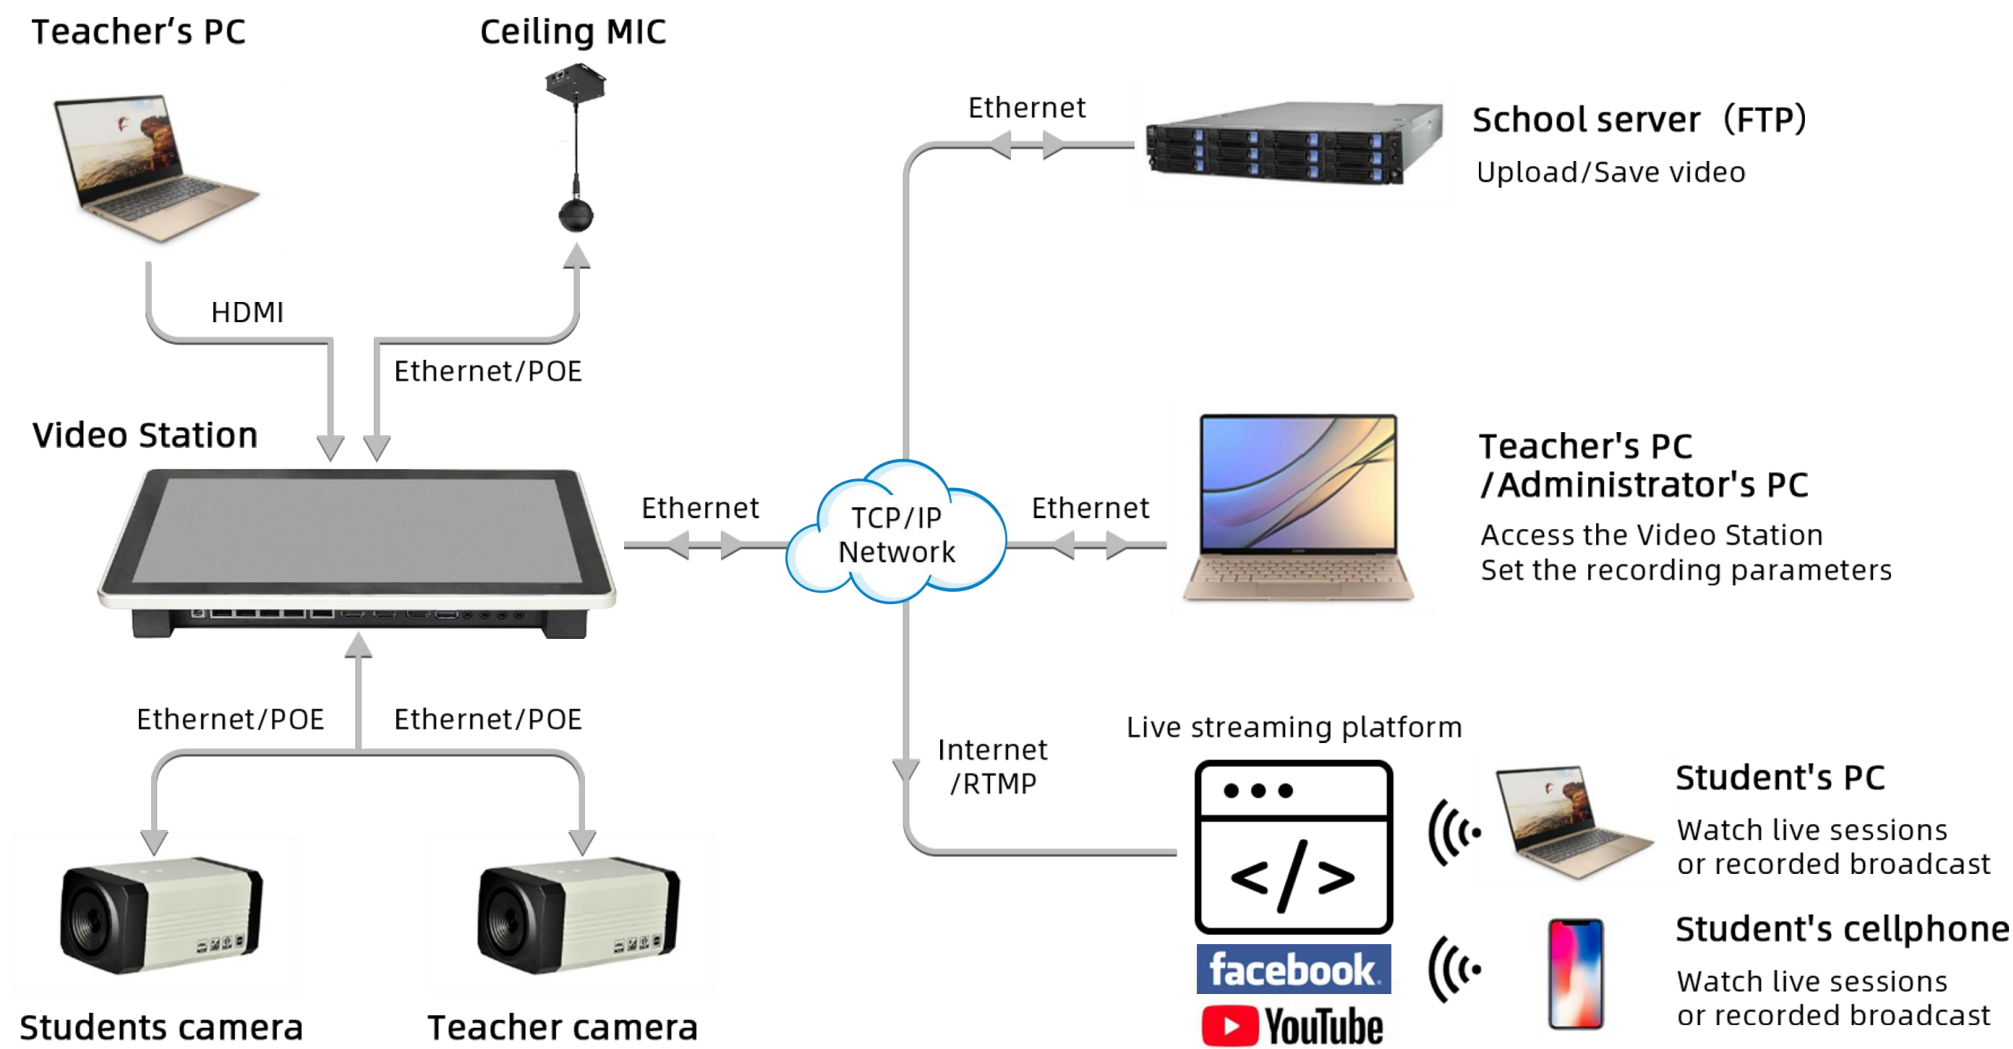 Teacher‘s PC
Ceiling MIC
HDMI
Ethernet/POE
Video Station
Ethernet/POE
Ethernet/POE
Students camera
Teacher camera
Ethernet
TCP/IP
Network
Ethernet
School server（FTP）
Upload/Save video
Ethernet
Teacher's PC
/Administrator's PC
Access the Video Station
Set the recording parameters
Internet
/RTMP
Live streaming platform
</>
facebook
YouTube
Student's PC
Watch live sessions
or recorded broadcast
Student's cellphone
Watch live sessions
or recorded broadcast